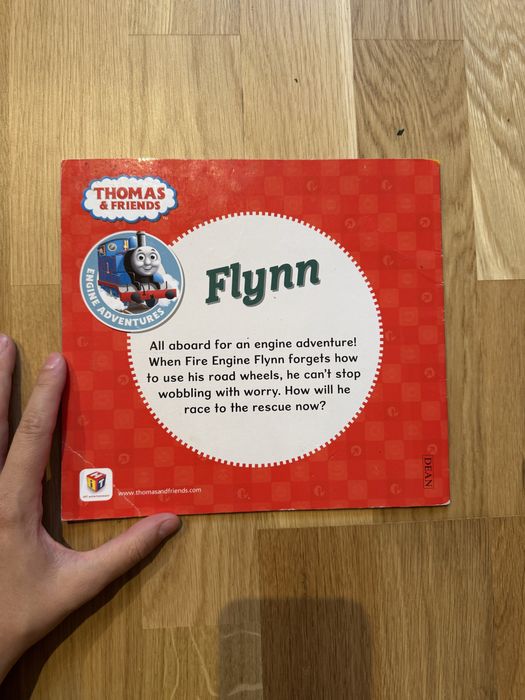 THOMAS
& FRIENDS
ENGINE ADVENTURES
Flynn
All aboard for an engine adventure!
When Fire Engine Flynn forgets how
to use his road wheels, he can't stop
wobbling with worry. How will he
race to the rescue now?
HIT
www.thomasandfriends.com
DEAN